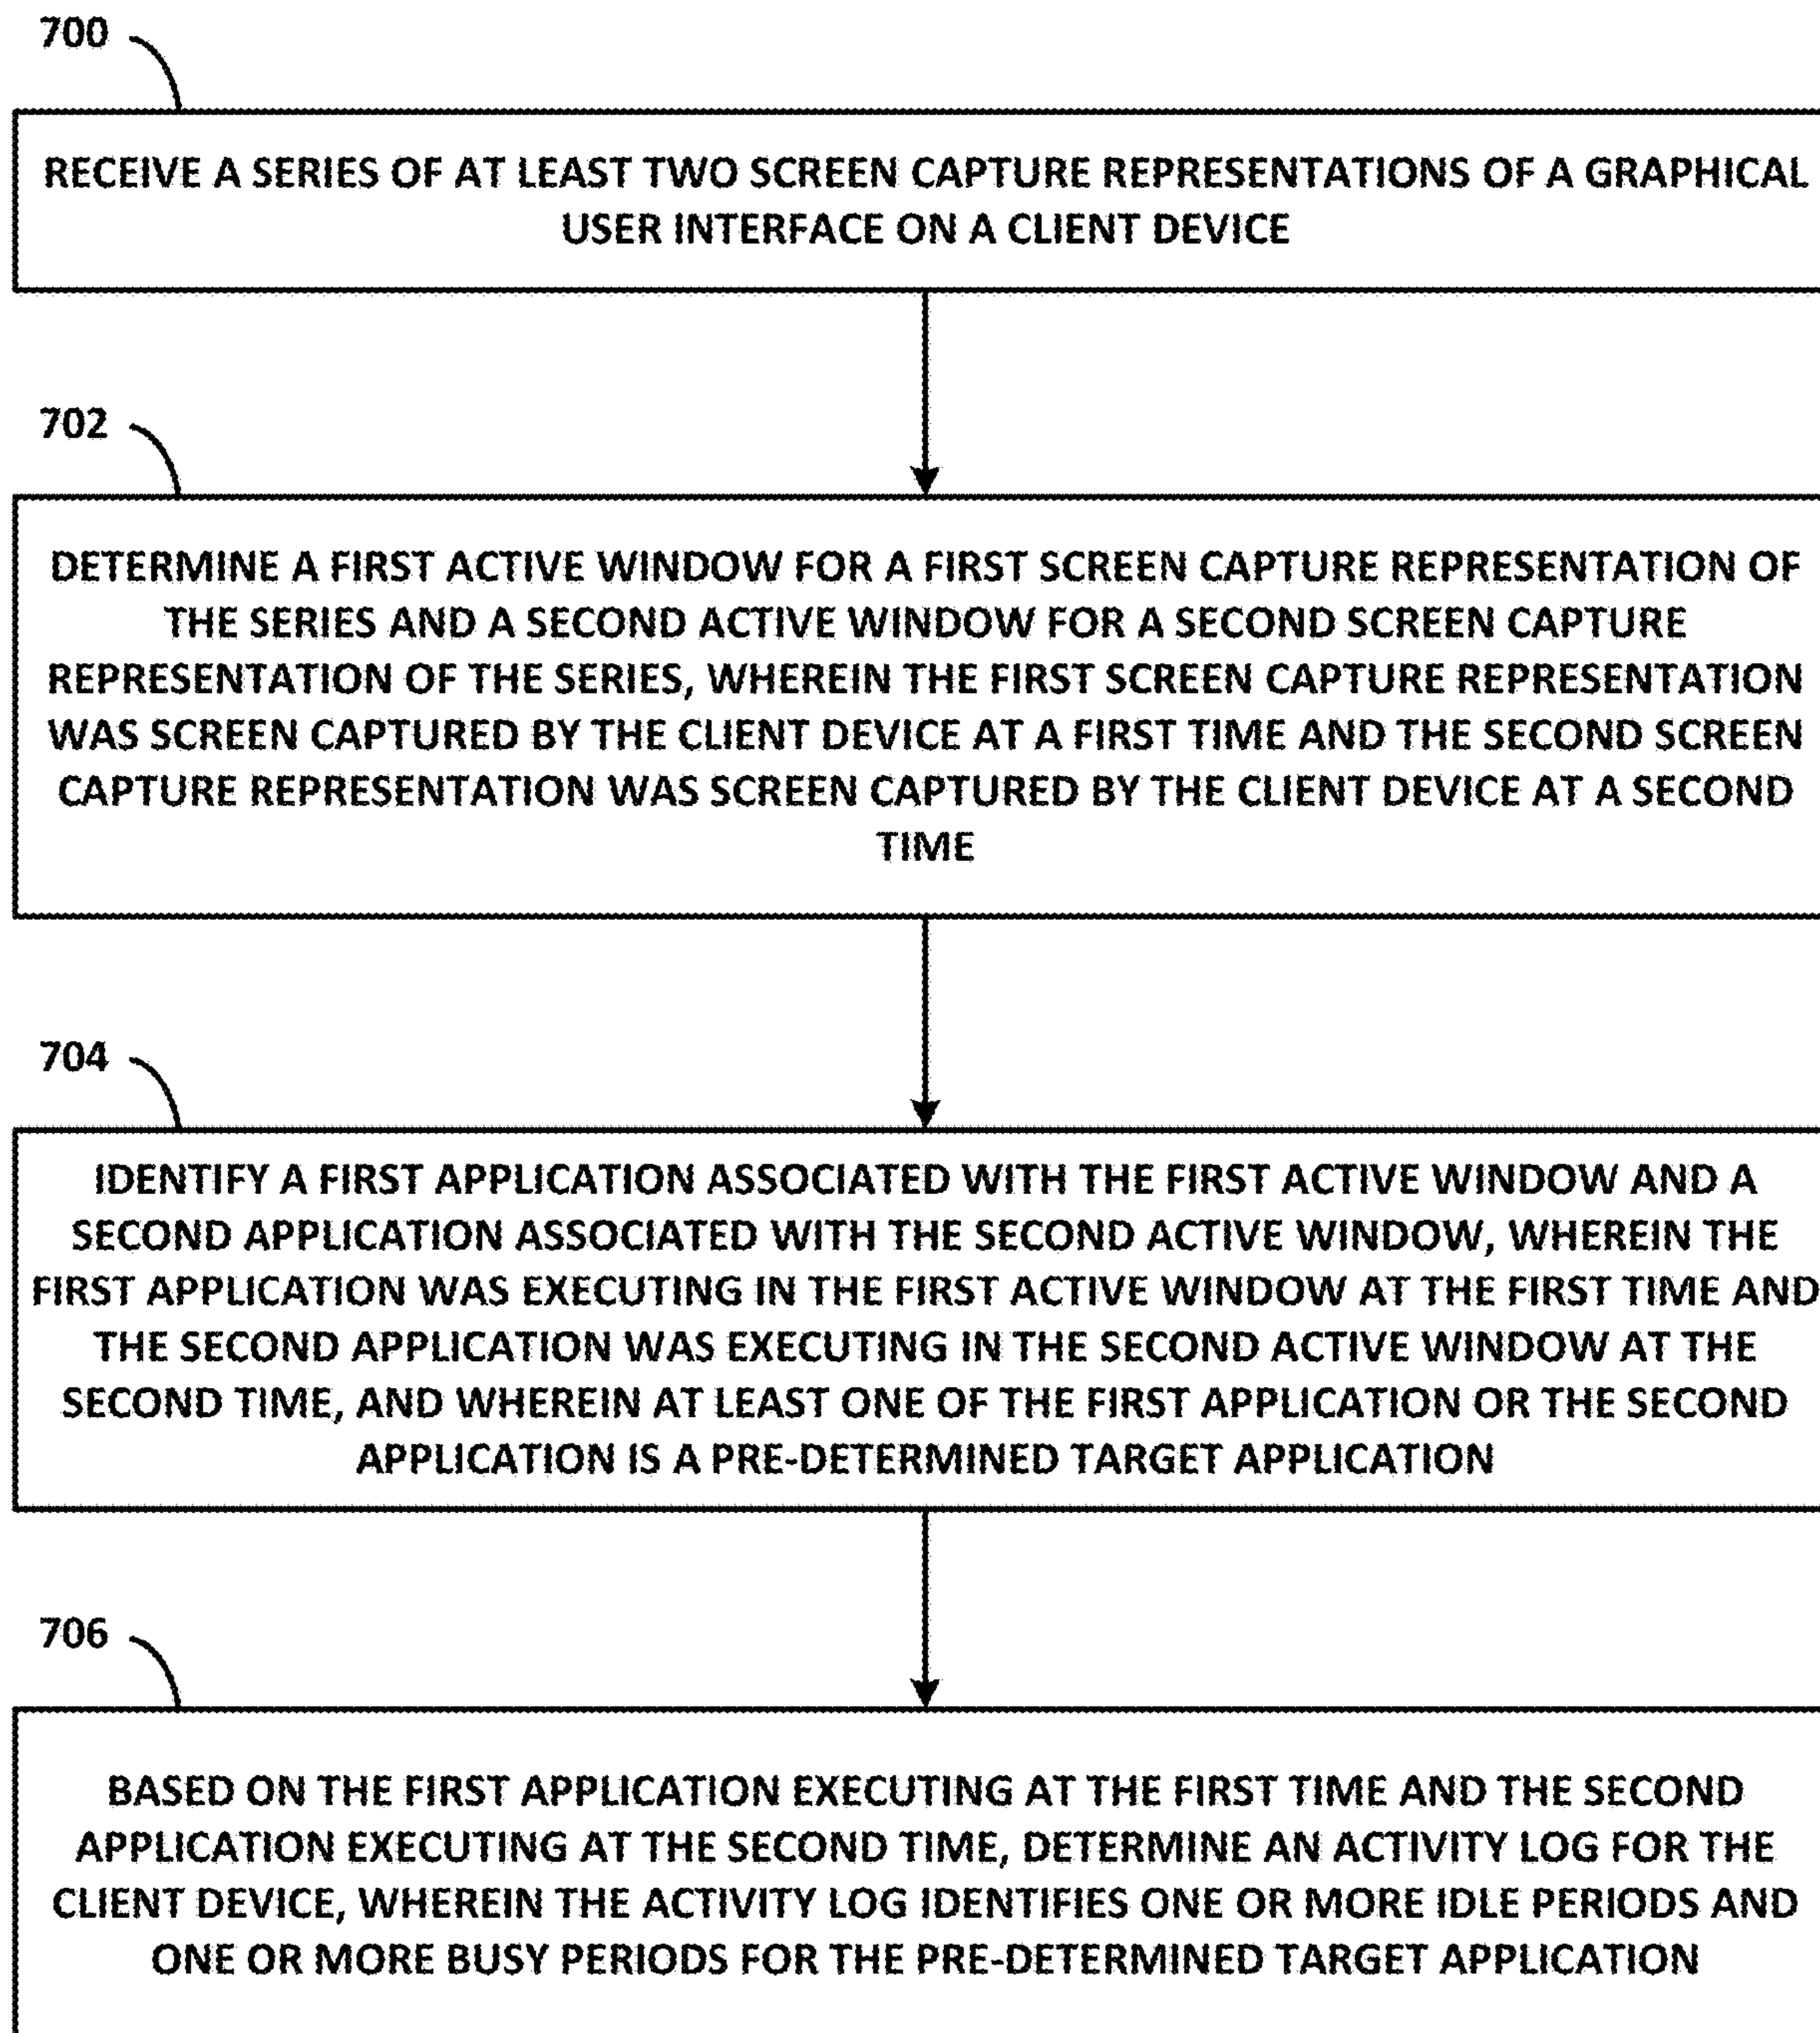 700
RECEIVE A SERIES OF AT LEAST TWO SCREEN CAPTURE REPRESENTATIONS OF A GRAPHICAL
USER INTERFACE ON A CLIENT DEVICE
702
DETERMINE A FIRST ACTIVE WINDOW FOR A FIRST SCREEN CAPTURE REPRESENTATION OF
THE SERIES AND A SECOND ACTIVE WINDOW FOR A SECOND SCREEN CAPTURE
REPRESENTATION OF THE SERIES, WHEREIN THE FIRST SCREEN CAPTURE REPRESENTATION
WAS SCREEN CAPTURED BY THE CLIENT DEVICE AT A FIRST TIME AND THE SECOND SCREEN
CAPTURE REPRESENTATION WAS SCREEN CAPTURED BY THE CLIENT DEVICE AT A SECOND
TIME
704
IDENTIFY A FIRST APPLICATION ASSOCIATED WITH THE FIRST ACTIVE WINDOW AND A
SECOND APPLICATION ASSOCIATED WITH THE SECOND ACTIVE WINDOW, WHEREIN THE
FIRST APPLICATION WAS EXECUTING IN THE FIRST ACTIVE WINDOW AT THE FIRST TIME AND
THE SECOND APPLICATION WAS EXECUTING IN THE SECOND ACTIVE WINDOW AT THE
SECOND TIME, AND WHEREIN AT LEAST ONE OF THE FIRST APPLICATION OR THE SECOND
APPLICATION IS A PRE-DETERMINED TARGET APPLICATION
706
BASED ON THE FIRST APPLICATION EXECUTING AT THE FIRST TIME AND THE SECOND
APPLICATION EXECUTING AT THE SECOND TIME, DETERMINE AN ACTIVITY LOG FOR THE
CLIENT DEVICE, WHEREIN THE ACTIVITY LOG IDENTIFIES ONE OR MORE IDLE PERIODS AND
ONE OR MORE BUSY PERIODS FOR THE PRE-DETERMINED TARGET APPLICATION